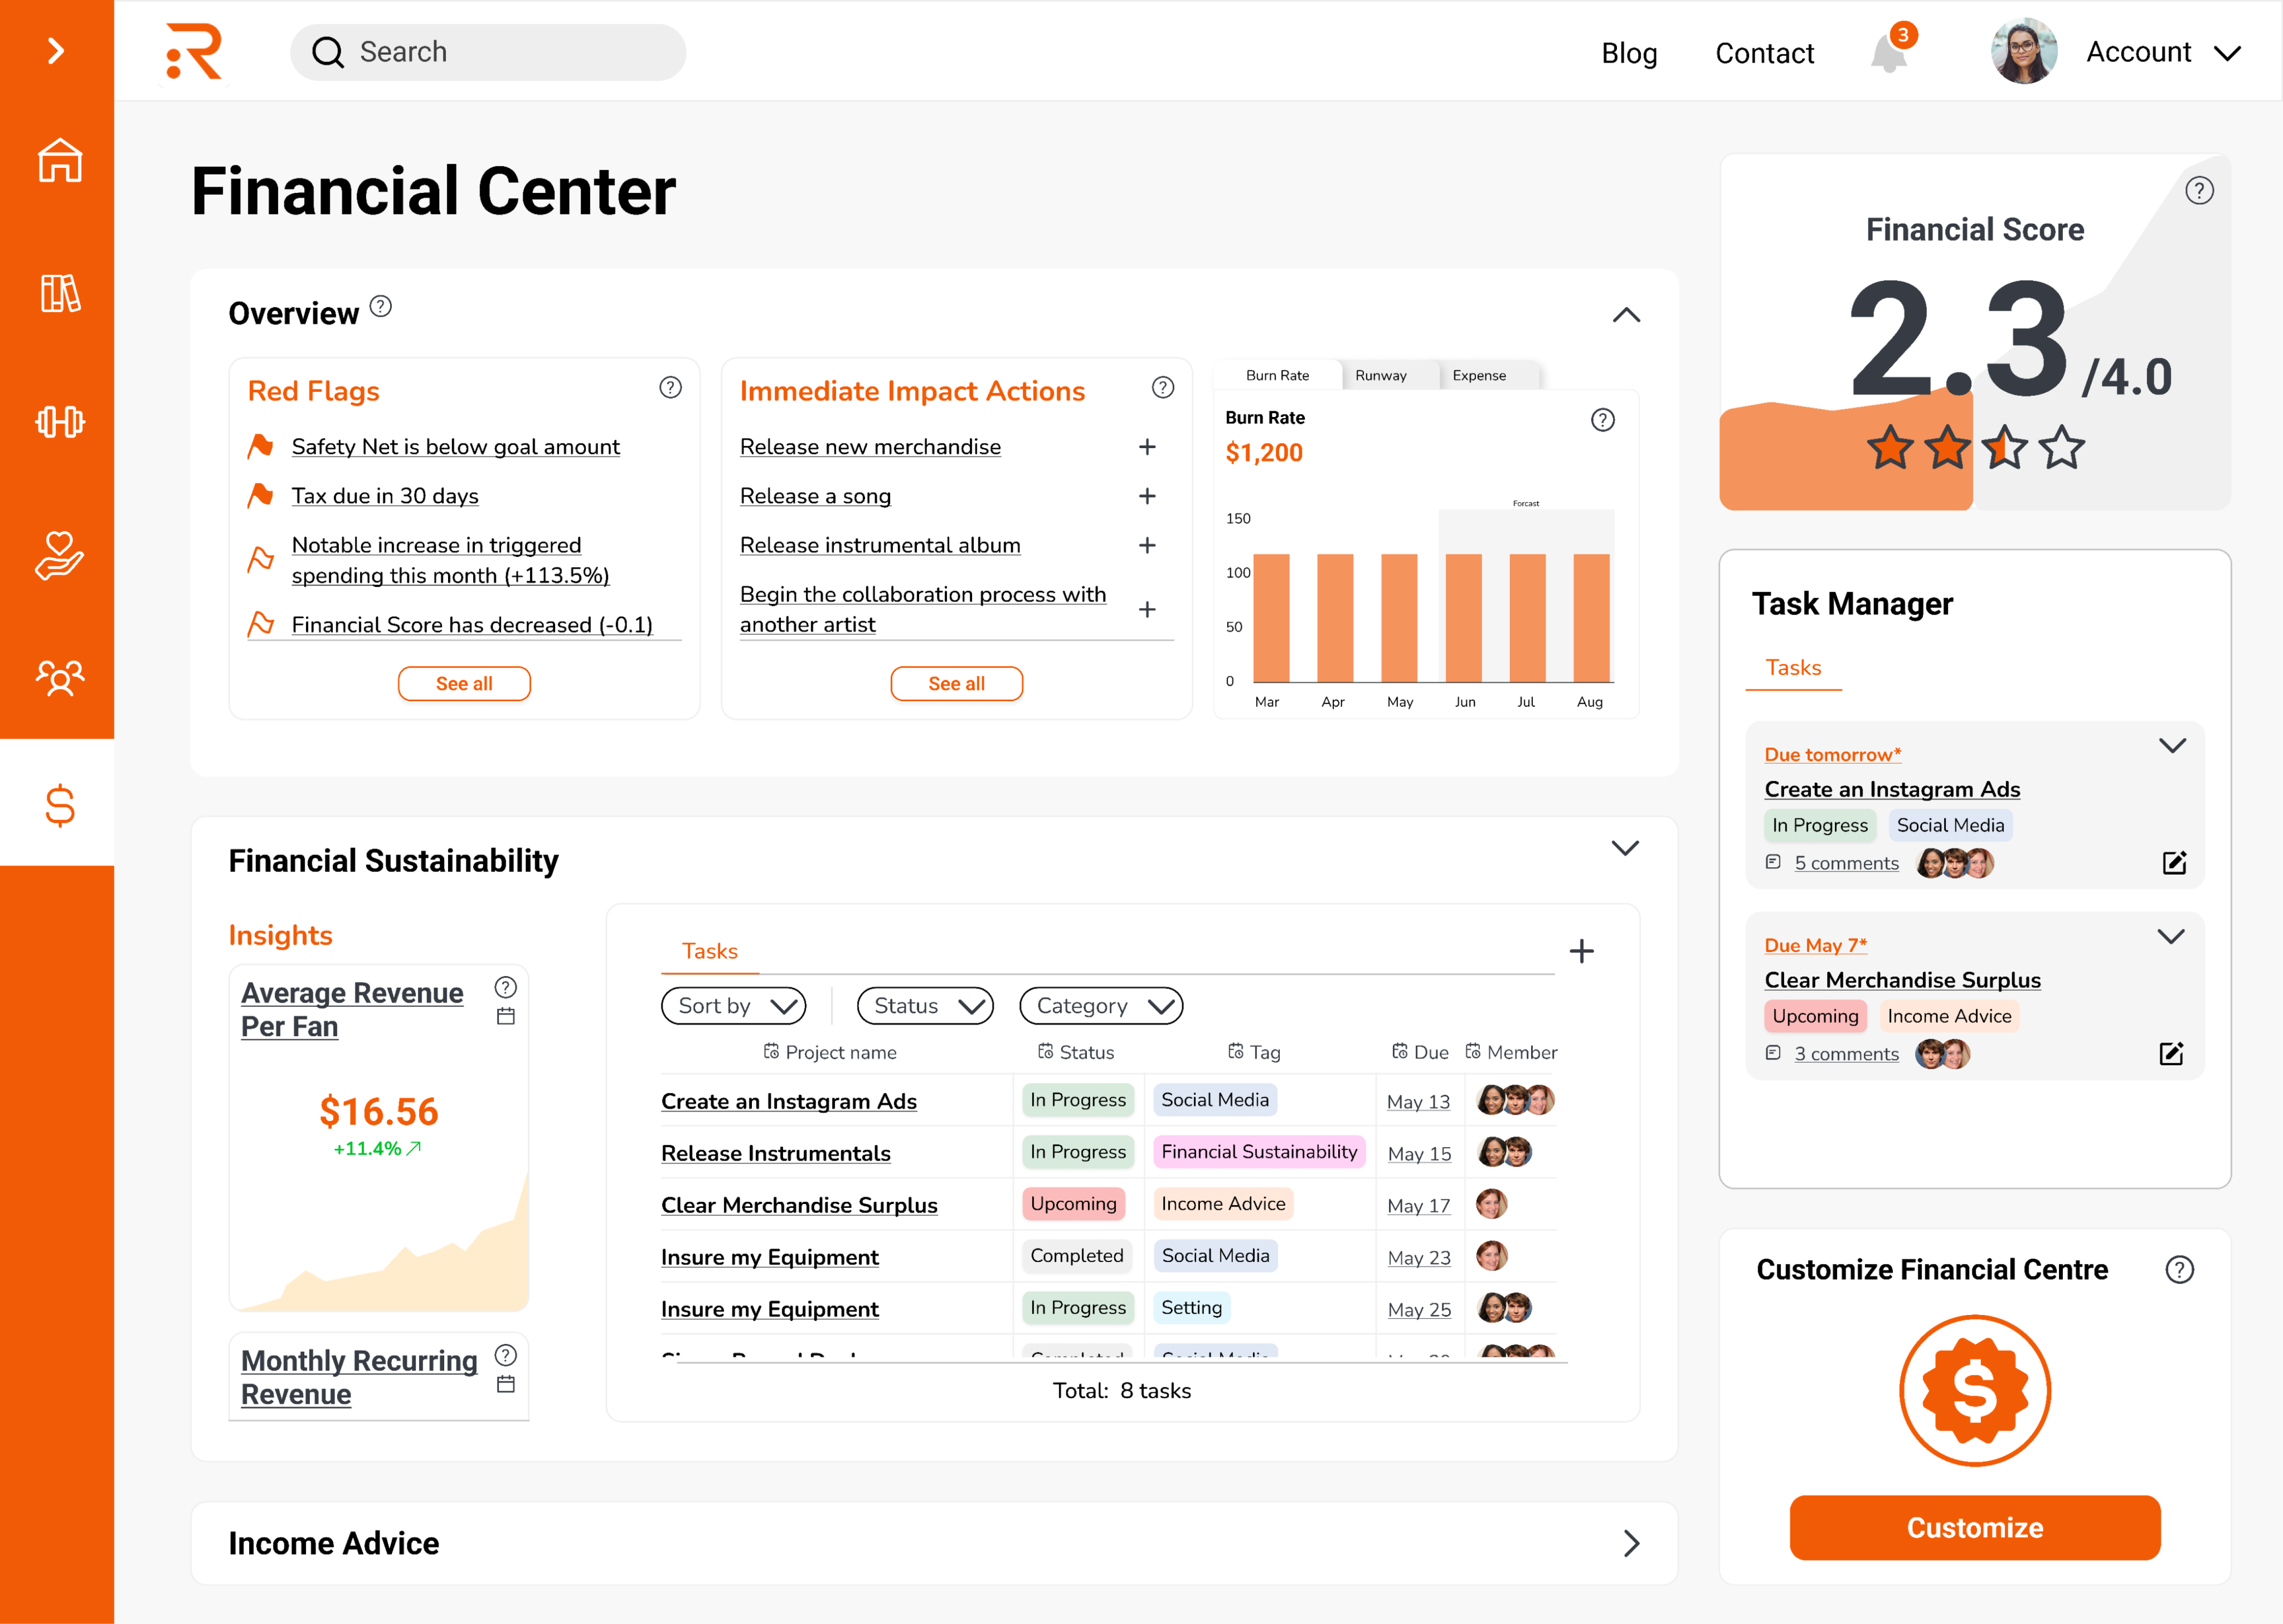 Search
Blog
Contact
3
Account
Financial Center
Overview
?
Red Flags
?
Safety Net is below goal amount
Tax due in 30 days
Notable increase in triggered
spending this month (+113.5%)
Financial Score has decreased (-0.1)
See all
Immediate Impact Actions
?
Release new merchandise
+
Release a song
+
Release instrumental album
+
Begin the collaboration process with
another artist
+
See all
Burn Rate
Runway
Expense
Burn Rate
?
$1,200
Forcast
150
100
50
0
Mar
Apr
May
Jun
Jul
Aug
Financial Sustainability
Insights
Average Revenue
Per Fan
?
$16.56
+11.4%
Monthly Recurring
Revenue
?
Tasks
+
Sort by
Status
Category
Project name
Status
Tag
Due
Member
Create an Instagram Ads
In Progress
Social Media
May 13
Release Instrumentals
In Progress
Financial Sustainability
May 15
Clear Merchandise Surplus
Upcoming
Income Advice
May 17
Insure my Equipment
Completed
Social Media
May 23
Insure my Equipment
In Progress
Setting
May 25
Completed
Social Media
Total: 8 tasks
Income Advice
?
Financial Score
2.3 /4.0
Task Manager
Tasks
Due tomorrow*
Create an Instagram Ads
In Progress
Social Media
5 comments
Due May 7*
Clear Merchandise Surplus
Upcoming
Income Advice
3 comments
Customize Financial Centre
?
$
Customize